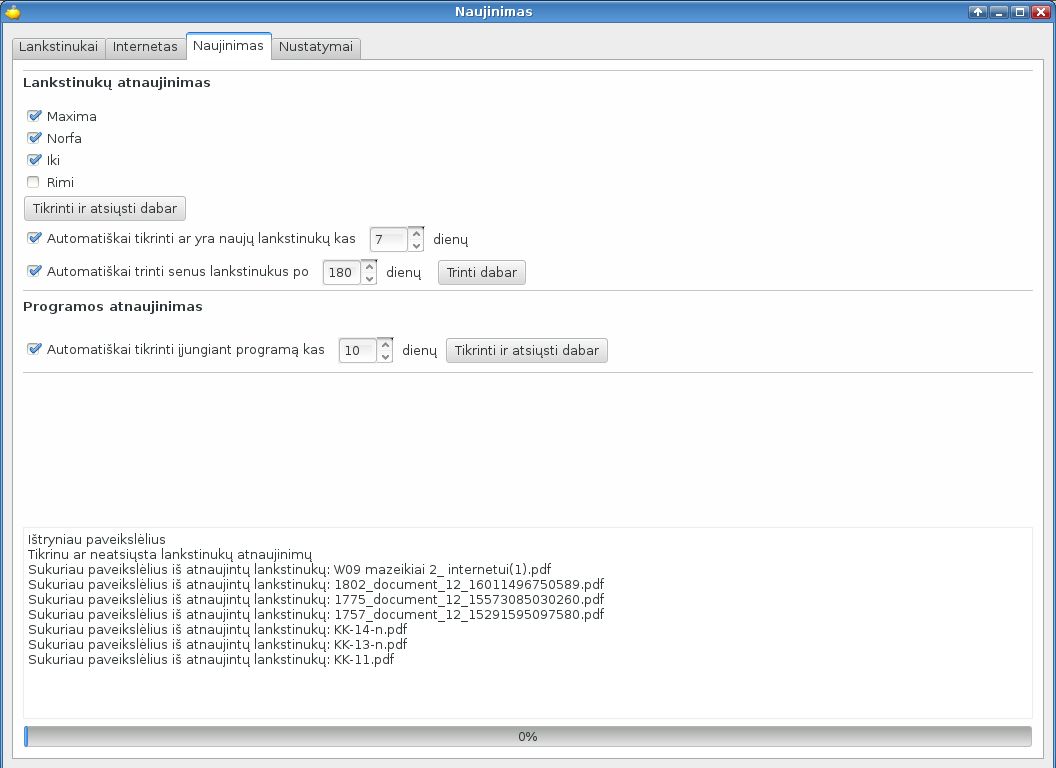 Naujinimas
Lankstinukai Internetas Naujinimas Nustatymai
Lankstinukų atnaujinimas
Maxima
Norfa
Iki
Rimi
Tikrinti ir atsiųsti dabar
Automatiškai tikrinti ar yra naujų lankstinukų kas 7 dienų
Automatiškai trinti senus lankstinukus po 180 dienų Trinti dabar
Programos atnaujinimas
Automatiškai tikrinti įjungiant programą kas 10 dienų Tikrinti ir atsiųsti dabar
Ištryniau paveikslėlius
Tikrinu ar neatsiųsta lankstinukų atnaujinimų
Sukuriau paveikslėlius iš atnaujintų lankstinukų: W09 mazeikiai 2_ internetui(1).pdf
Sukuriau paveikslėlius iš atnaujintų lankstinukų: 1802_document_12_16011496750589.pdf
Sukuriau paveikslėlius iš atnaujintų lankstinukų: 1775_document_12_15573085030260.pdf
Sukuriau paveikslėlius iš atnaujintų lankstinukų: 1757_document_12_15291595097580.pdf
Sukuriau paveikslėlius iš atnaujintų lankstinukų: KK-14-n.pdf
Sukuriau paveikslėlius iš atnaujintų lankstinukų: KK-13-n.pdf
Sukuriau paveikslėlius iš atnaujintų lankstinukų: KK-11.pdf
0%